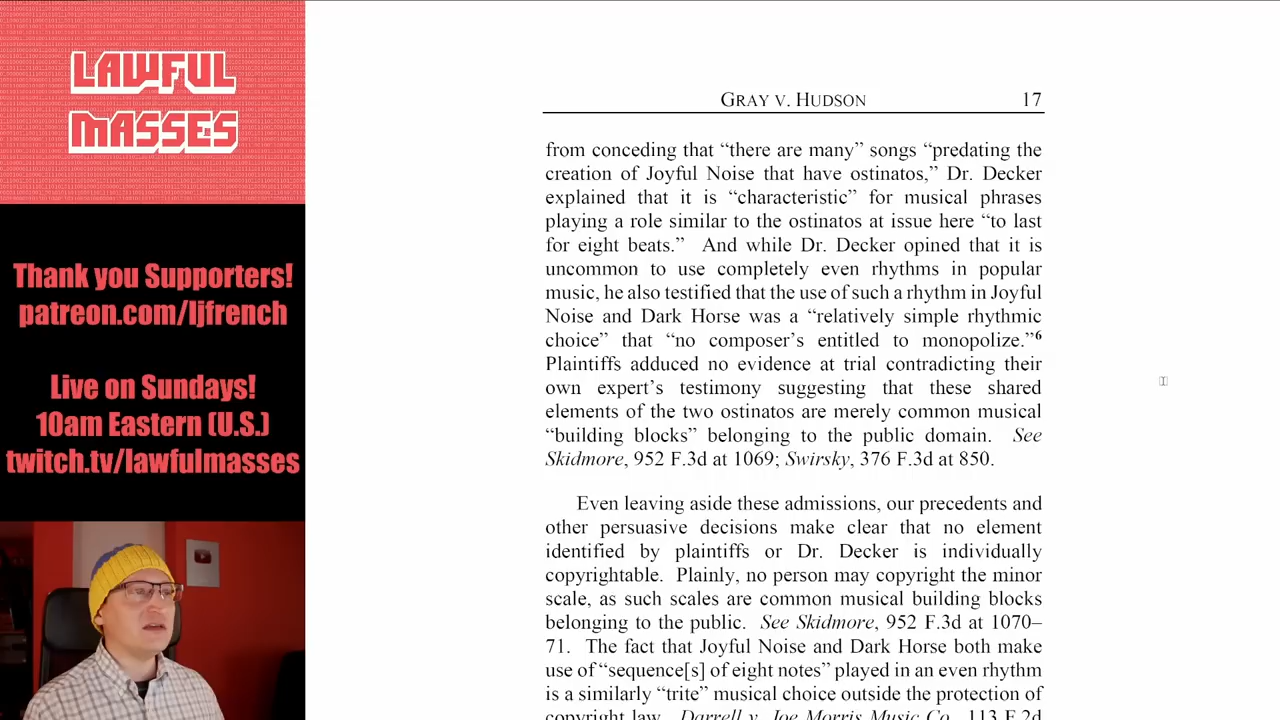 LAWFUL
MASSES
Thank you Supporters!
patreon.com/ljfrench
Live on Sundays!
10am Eastern (U.S.)
twitch.tv/lawfulmasses
GRAY V. HUDSON 17
from conceding that “there are many” songs “predating the
creation of Joyful Noise that have ostinatos,” Dr. Decker
explained that it is “characteristic” for musical phrases
playing a role similar to the ostinatos at issue here “to last
for eight beats.” And while Dr. Decker opined that it is
uncommon to use completely even rhythms in popular
music, he also testified that the use of such a rhythm in Joyful
Noise and Dark Horse was a “relatively simple rhythmic
choice” that “no composer’s entitled to monopolize.”6
Plaintiffs adduced no evidence at trial contradicting their
own expert’s testimony suggesting that these shared
elements of the two ostinatos are merely common musical
“building blocks” belonging to the public domain. See
Skidmore, 952 F.3d at 1069; Swirsky, 376 F.3d at 850.
Even leaving aside these admissions, our precedents and
other persuasive decisions make clear that no element
identified by plaintiffs or Dr. Decker is individually
copyrightable. Plainly, no person may copyright the minor
scale, as such scales are common musical building blocks
belonging to the public. See Skidmore, 952 F.3d at 1070–
71. The fact that Joyful Noise and Dark Horse both make
use of “sequence[s] of eight notes” played in an even rhythm
is a similarly “trite” musical choice outside the protection of
copyright law. Darrell v. Joe Morris Music Co., 113 F.2d